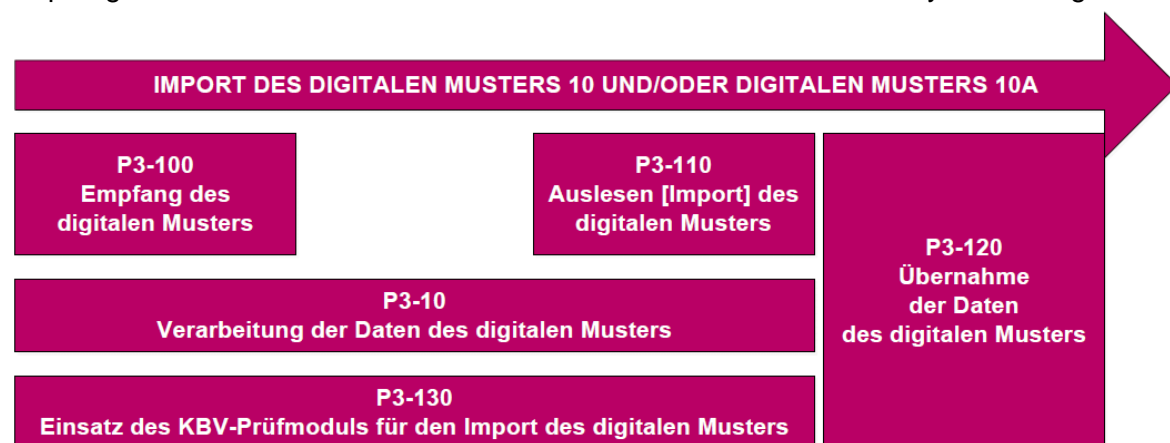 IMPORT DES DIGITALEN MUSTERS 10 UND/ODER DIGITALEN MUSTERS 10A
P3-100
Empfang des
digitalen Musters
P3-110
Auslesen [Import] des
digitalen Musters
P3-10
Verarbeitung der Daten des digitalen Musters
P3-120
Übernahme
der Daten
des digitalen Musters
P3-130
Einsatz des KBV-Prüfmoduls für den Import des digitalen Musters